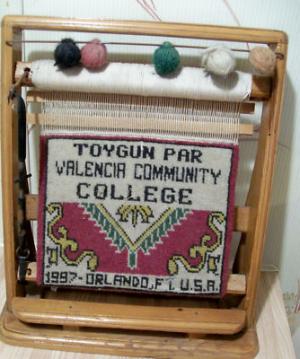 TOYGUN PAR
VALENCIA COMMUNITY
COLLEGE
1997-ORLANDO, FL U.S.A.